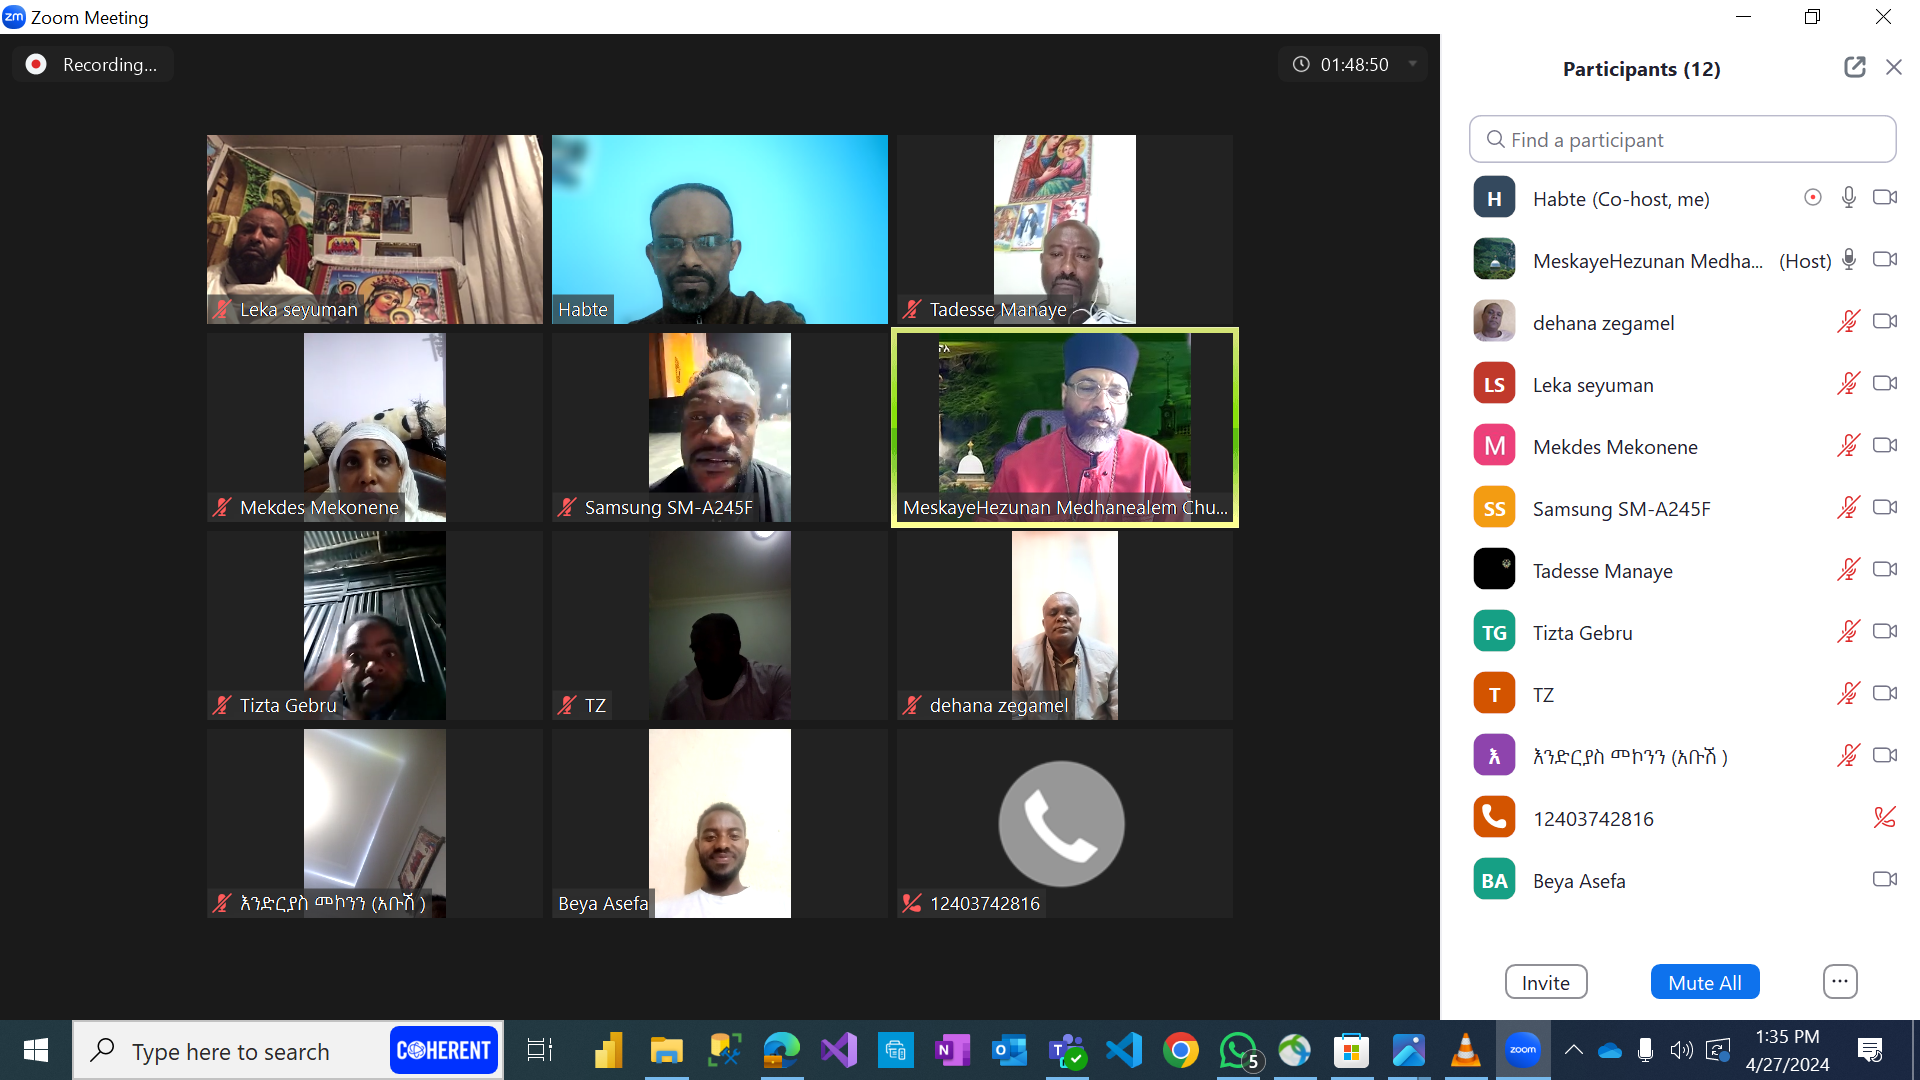 zm Zoom Meeting
Recording...
01:48:50
Leka seyuman
Habte
Tadesse Manaye
Mekdes Mekonene
Samsung SM-A245F
MeskayeHezunan Medhanealem Chu...
Tizta Gebru
TZ
dehana zegamel
እንድርያስ መኮንን (አቡሽ )
Beya Asefa
12403742816
Participants (12)
Find a participant
H Habte (Co-host, me)
MeskayeHezunan Medha... (Host)
dehana zegamel
LS Leka seyuman
M Mekdes Mekonene
SS Samsung SM-A245F
Tadesse Manaye
TG Tizta Gebru
T TZ
እ እንድርያስ መኮንን (አቡሽ )
12403742816
BA Beya Asefa
Invite
Mute All
...
Type here to search
COHERENT
5
zoom
1:35 PM
4/27/2024